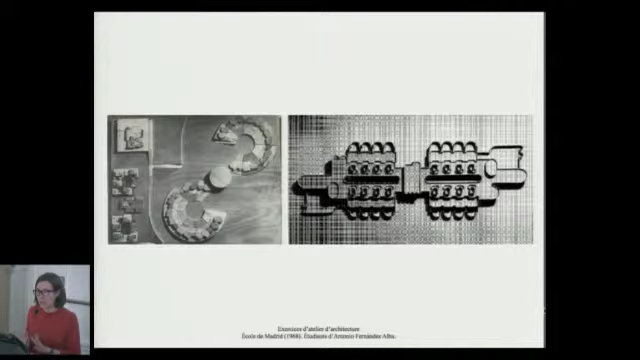 Exercices d'atelier d'architecture
École de Madrid (1968). Étudiants d'Antonio Fernández Alba.